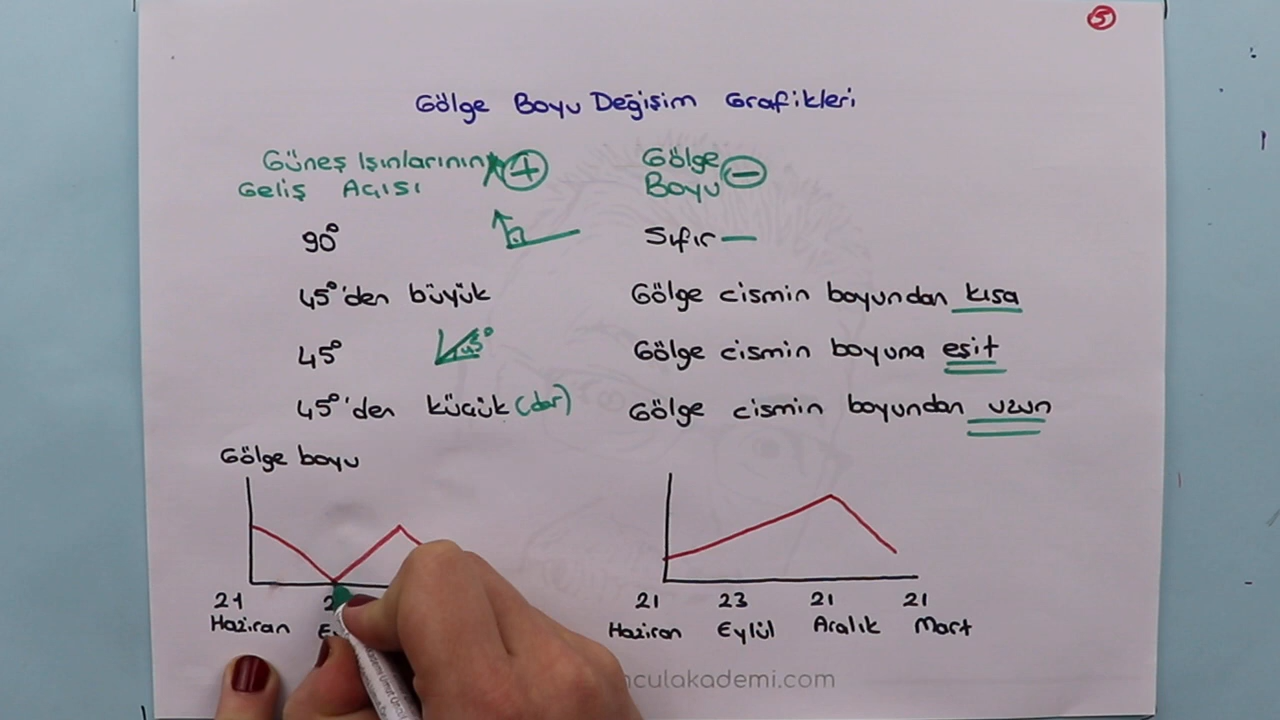 5
Gölge Boyu Değişim Grafikleri
Güneş Işınlarının +
Geliş Açısı
Gölge -
Boyu
90° Sıfır
45°'den büyük Gölge cismin boyundan kısa
45° 45° Gölge cismin boyuna eşit
45°'den küçük (dar) Gölge cismin boyundan uzun
Gölge boyu
21
Haziran
21 23 21 21
Haziran Eylül Aralık Mart